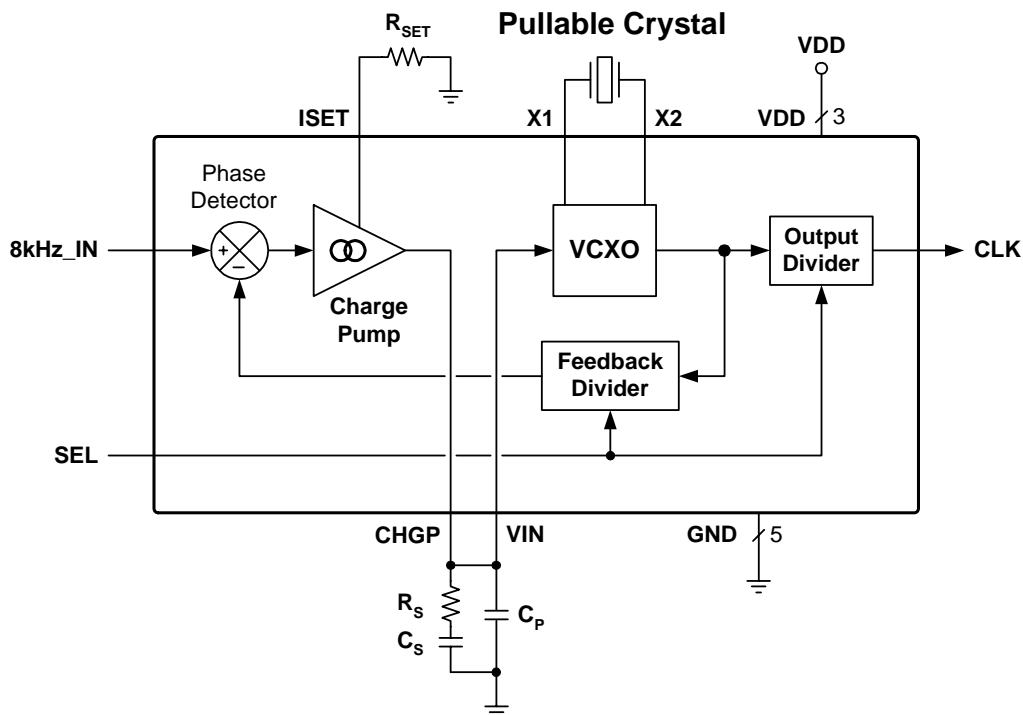 R_SET
Pullable Crystal
VDD
ISET
X1
X2
VDD
3
Phase
Detector
8kHz_IN
+
–
VCXO
Output
Divider
CLK
Charge
Pump
Feedback
Divider
SEL
CHGP
VIN
GND
5
R_S
C_P
C_S